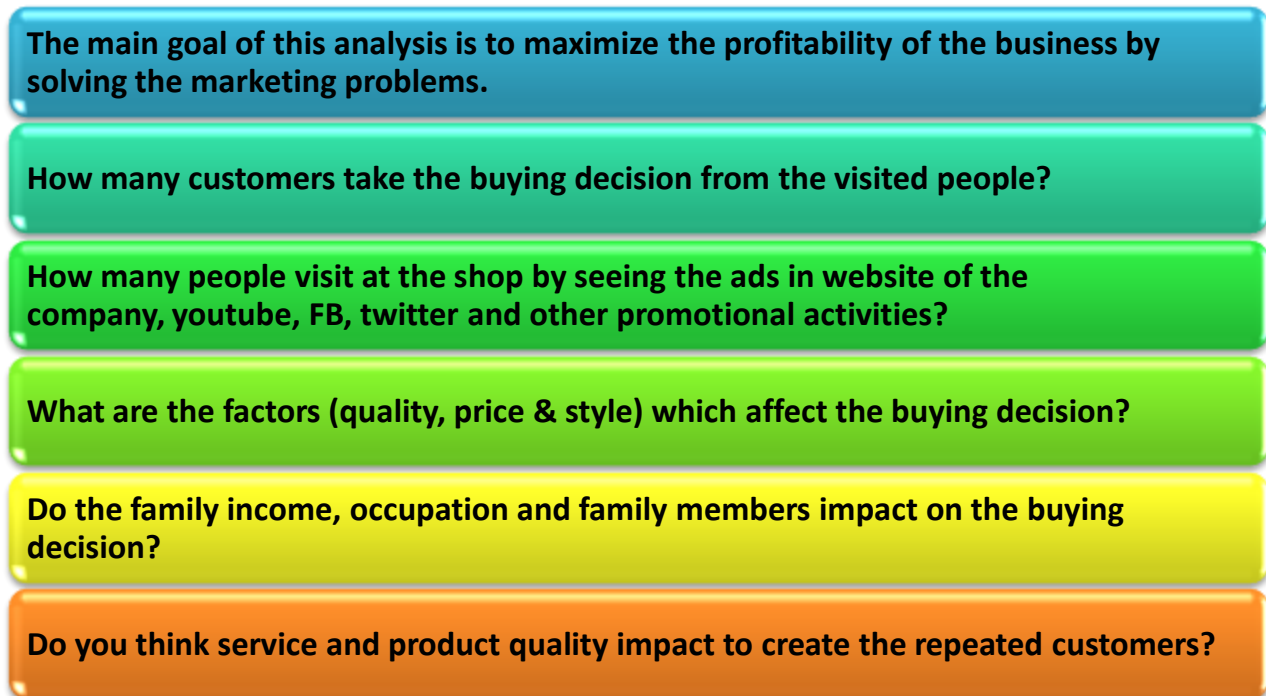 The main goal of this analysis is to maximize the profitability of the business by
solving the marketing problems.
How many customers take the buying decision from the visited people?
How many people visit at the shop by seeing the ads in website of the
company, youtube, FB, twitter and other promotional activities?
What are the factors (quality, price & style) which affect the buying decision?
Do the family income, occupation and family members impact on the buying
decision?
Do you think service and product quality impact to create the repeated customers?